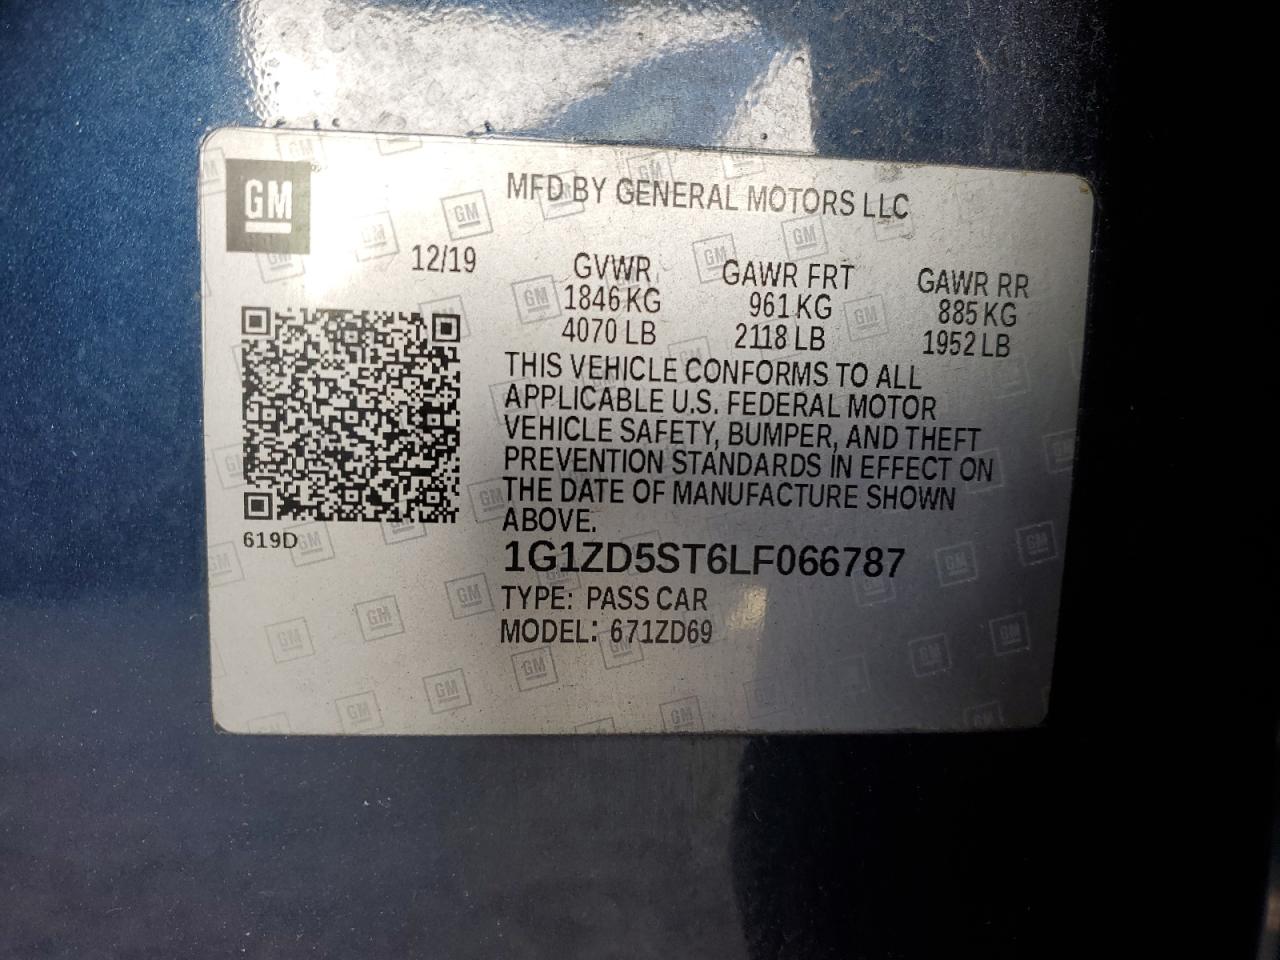 GM
MFD BY GENERAL MOTORS LLC
12/19
GVWR GAWR FRT GAWR RR
1846 KG 961 KG 885 KG
4070 LB 2118 LB 1952 LB
THIS VEHICLE CONFORMS TO ALL
APPLICABLE U.S. FEDERAL MOTOR
VEHICLE SAFETY, BUMPER, AND THEFT
PREVENTION STANDARDS IN EFFECT ON
THE DATE OF MANUFACTURE SHOWN
ABOVE.
619D
1G1ZD5ST6LF066787
TYPE: PASS CAR
MODEL: 671ZD69